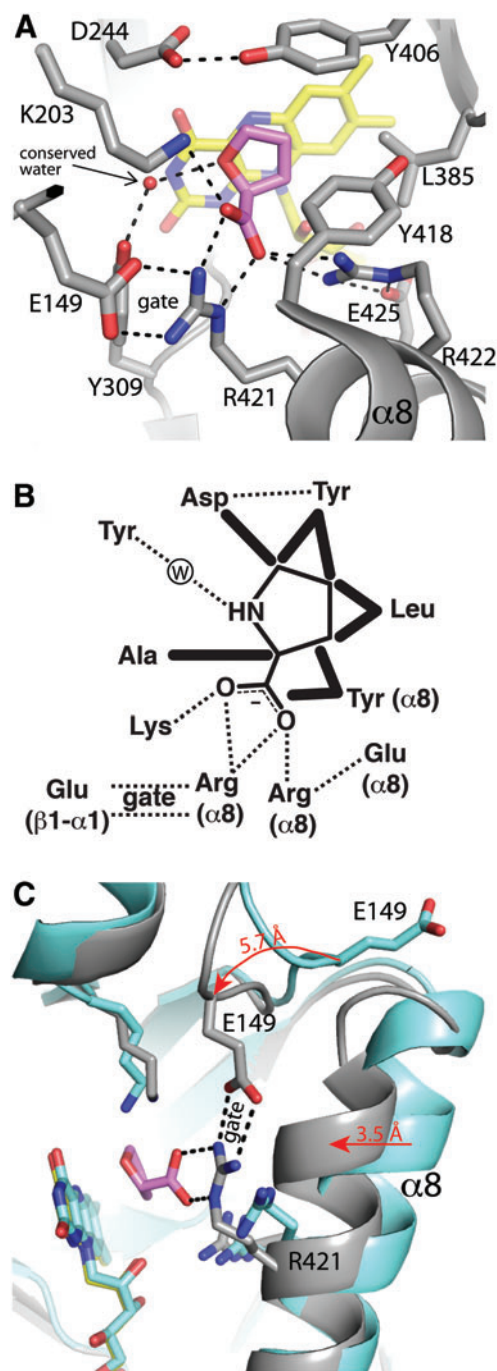 A
D244
Y406
K203
conserved
water
L385
Y418
E149
gate
E425
Y309
R421
R422
α8
B
Asp Tyr
Tyr
W
HN
Leu
Ala
O
Tyr (α8)
-
O
Lys
Glu
(α8)
Glu gate Arg
(β1-α1) (α8)
Arg
(α8)
C
E149
5.7 Å
E149
gate
3.5 Å
α8
R421